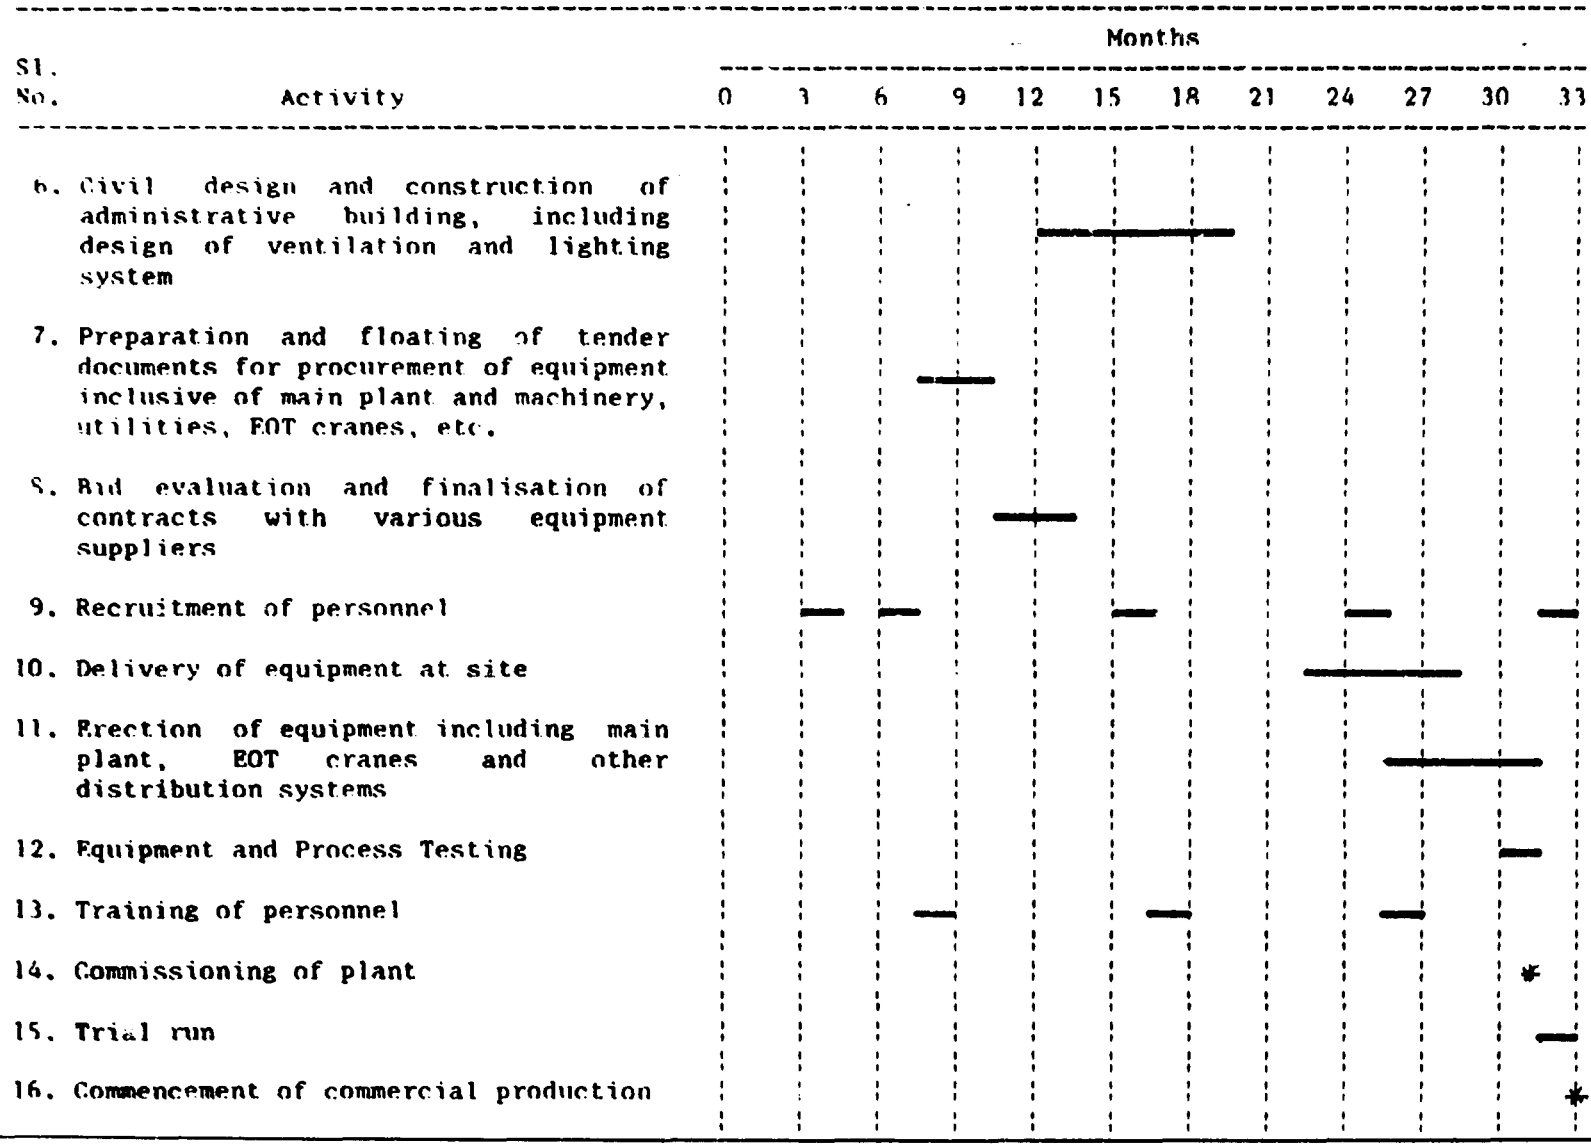 Months
Sl.
No. Activity 0 3 6 9 12 15 18 21 24 27 30 33
6. Civil design and construction of
administrative building, including
design of ventilation and lighting
system
7. Preparation and floating of tender
documents for procurement of equipment
inclusive of main plant and machinery,
utilities, EOT cranes, etc.
8. Bid evaluation and finalisation of
contracts with various equipment
suppliers
9. Recruitment of personnel
10. Delivery of equipment at site
11. Erection of equipment including main
plant, EOT cranes and other
distribution systems
12. Equipment and Process Testing
13. Training of personnel
14. Commissioning of plant *
15. Trial run
16. Commencement of commercial production *